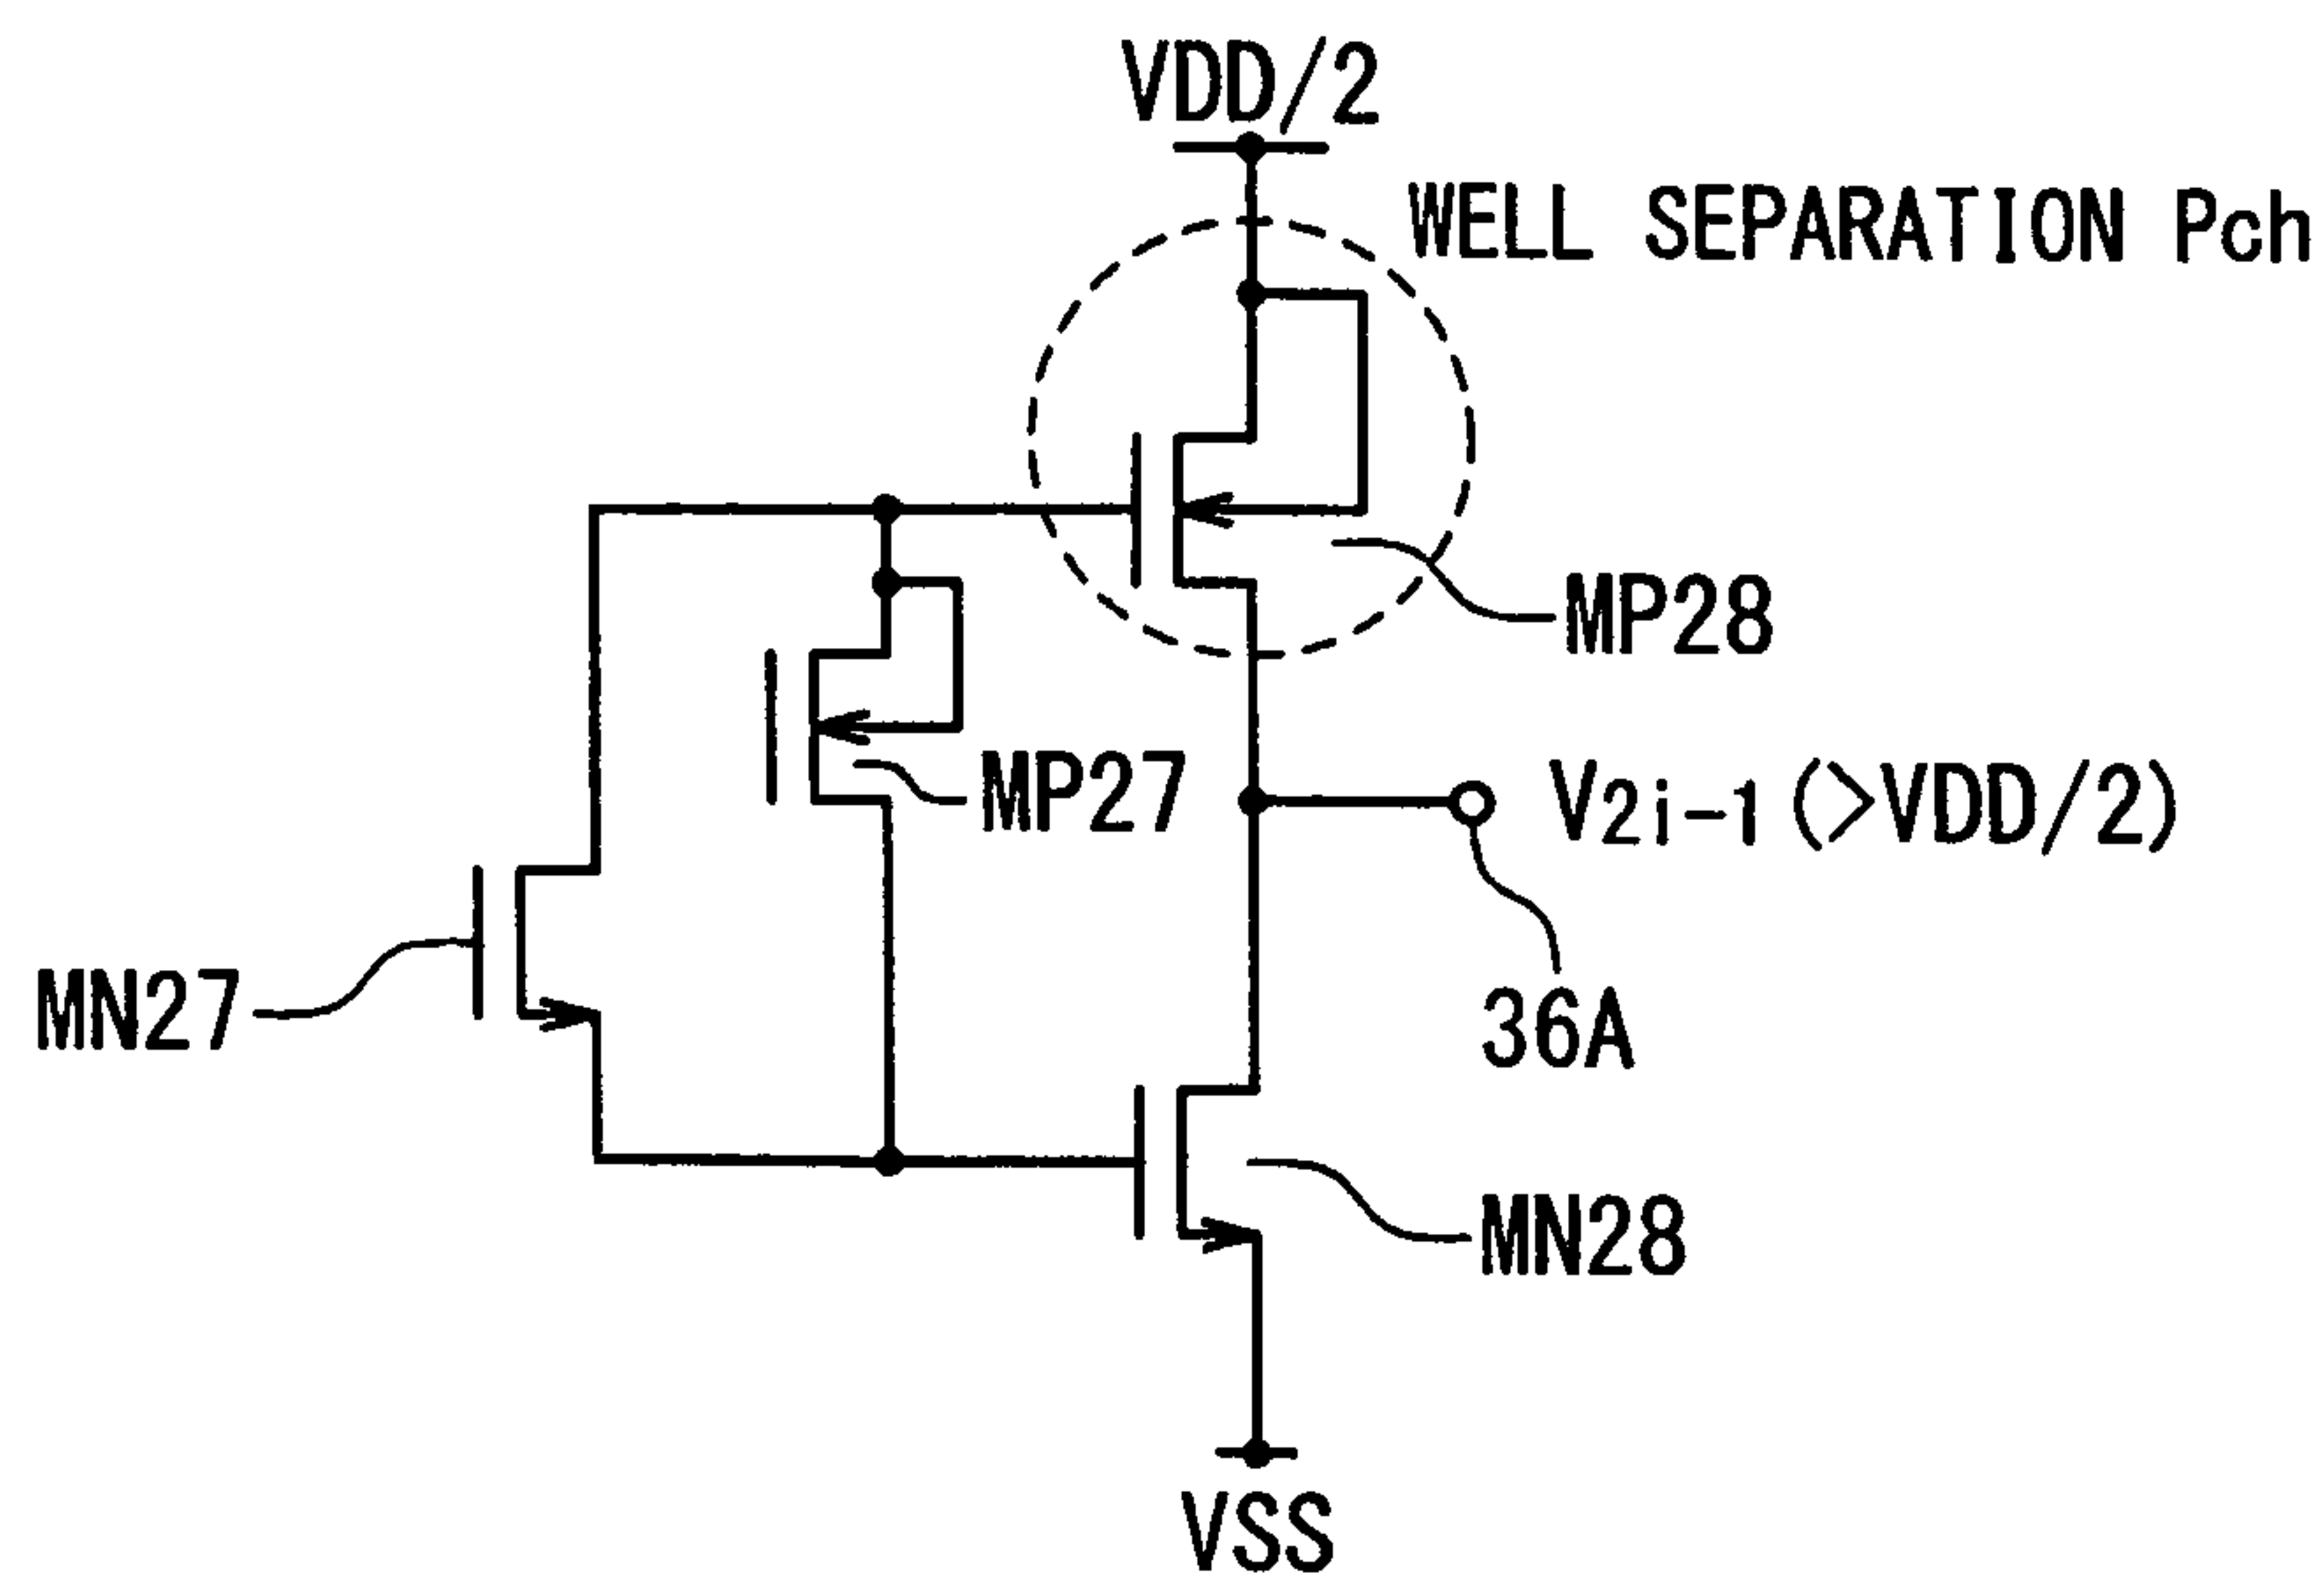 VDD/2
WELL SEPARATION Pch
MP28
MP27
V2i-1 (>VDD/2)
MN27
36A
MN28
VSS